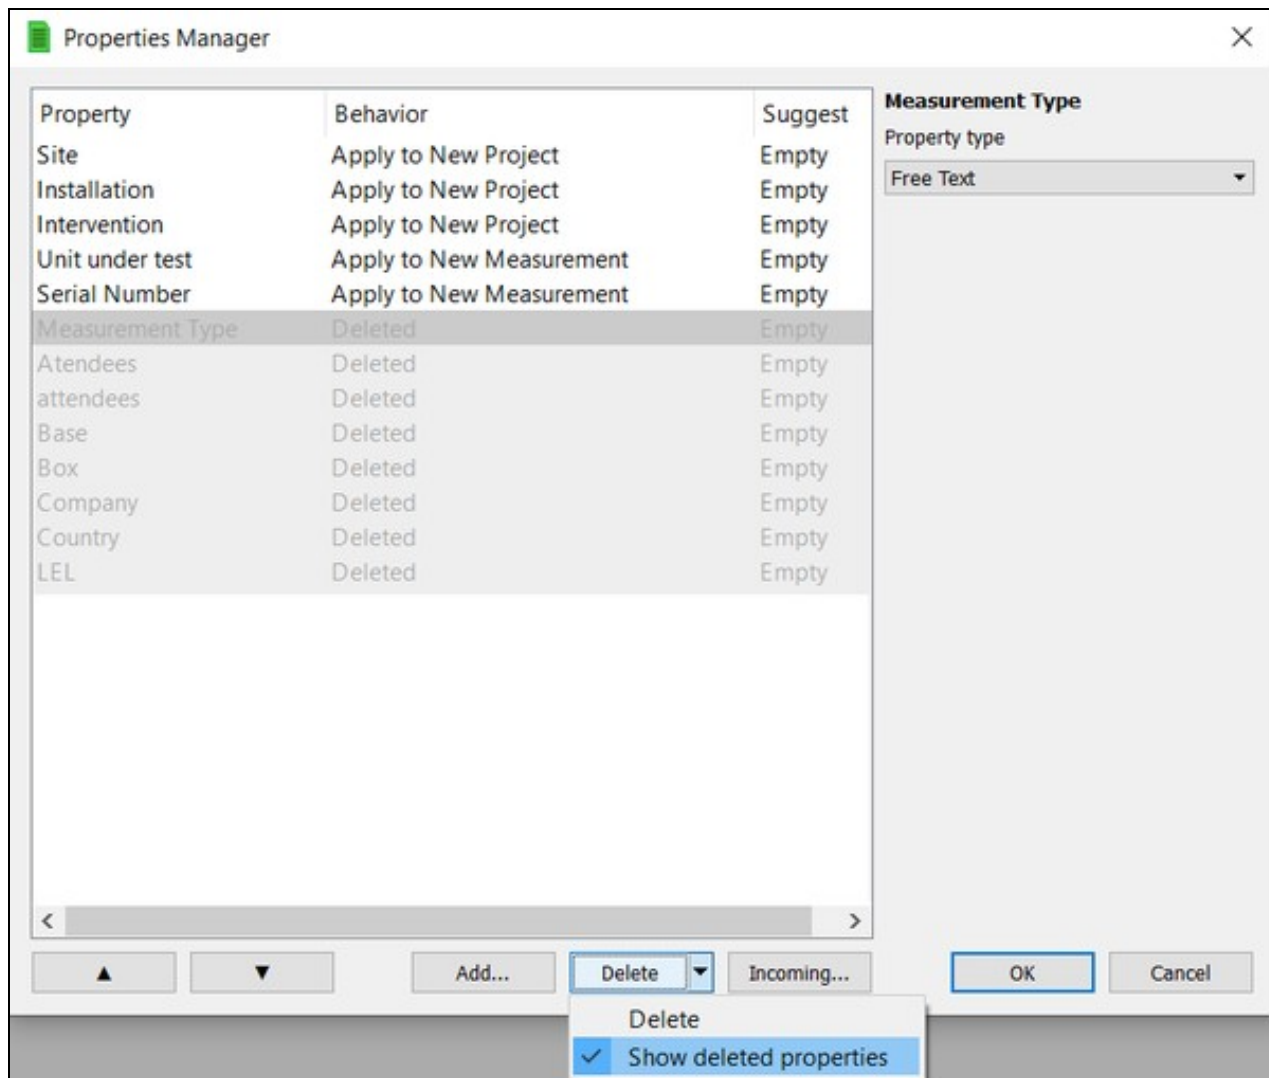 Properties Manager
Property Behavior Suggest
Site Apply to New Project Empty
Installation Apply to New Project Empty
Intervention Apply to New Project Empty
Unit under test Apply to New Measurement Empty
Serial Number Apply to New Measurement Empty
Measurement Type Deleted Empty
Atendees Deleted Empty
attendees Deleted Empty
Base Deleted Empty
Box Deleted Empty
Company Deleted Empty
Country Deleted Empty
LEL Deleted Empty
Measurement Type
Property type
Free Text
Add... Delete Incoming... OK Cancel
Delete
Show deleted properties